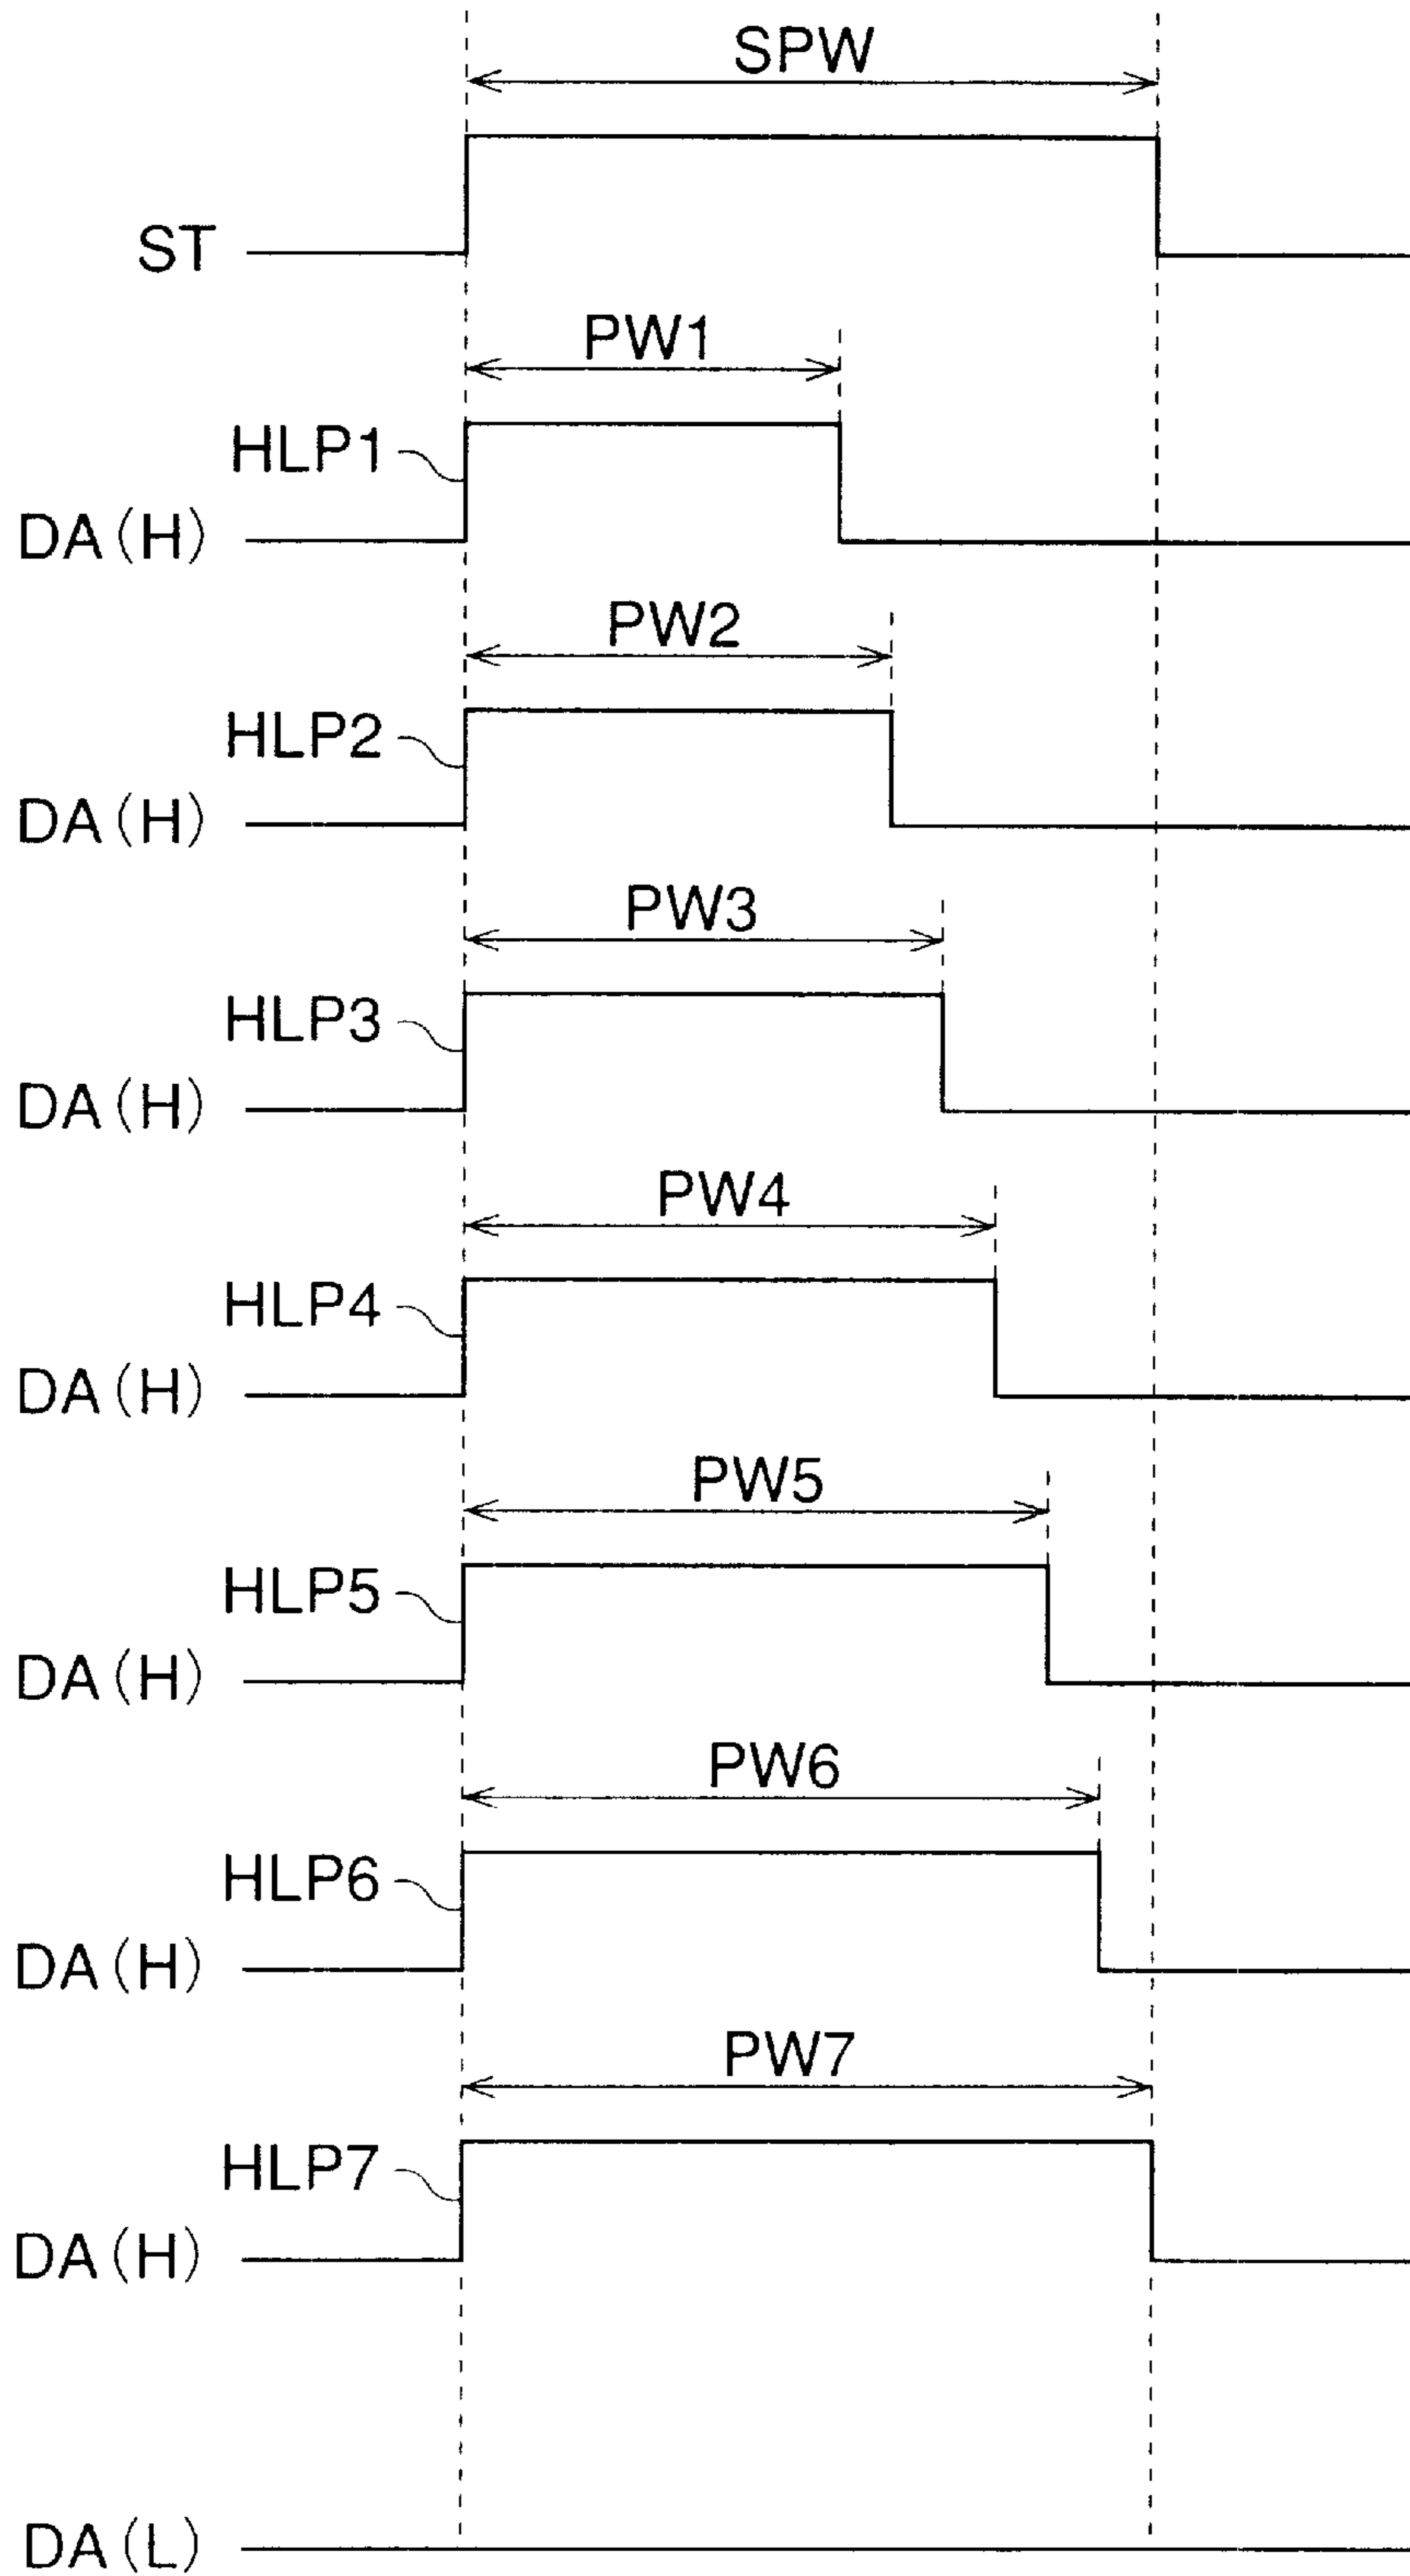 SPW
ST
PW1
HLP1
DA(H)
PW2
HLP2
DA(H)
PW3
HLP3
DA(H)
PW4
HLP4
DA(H)
PW5
HLP5
DA(H)
PW6
HLP6
DA(H)
PW7
HLP7
DA(H)
DA(L)